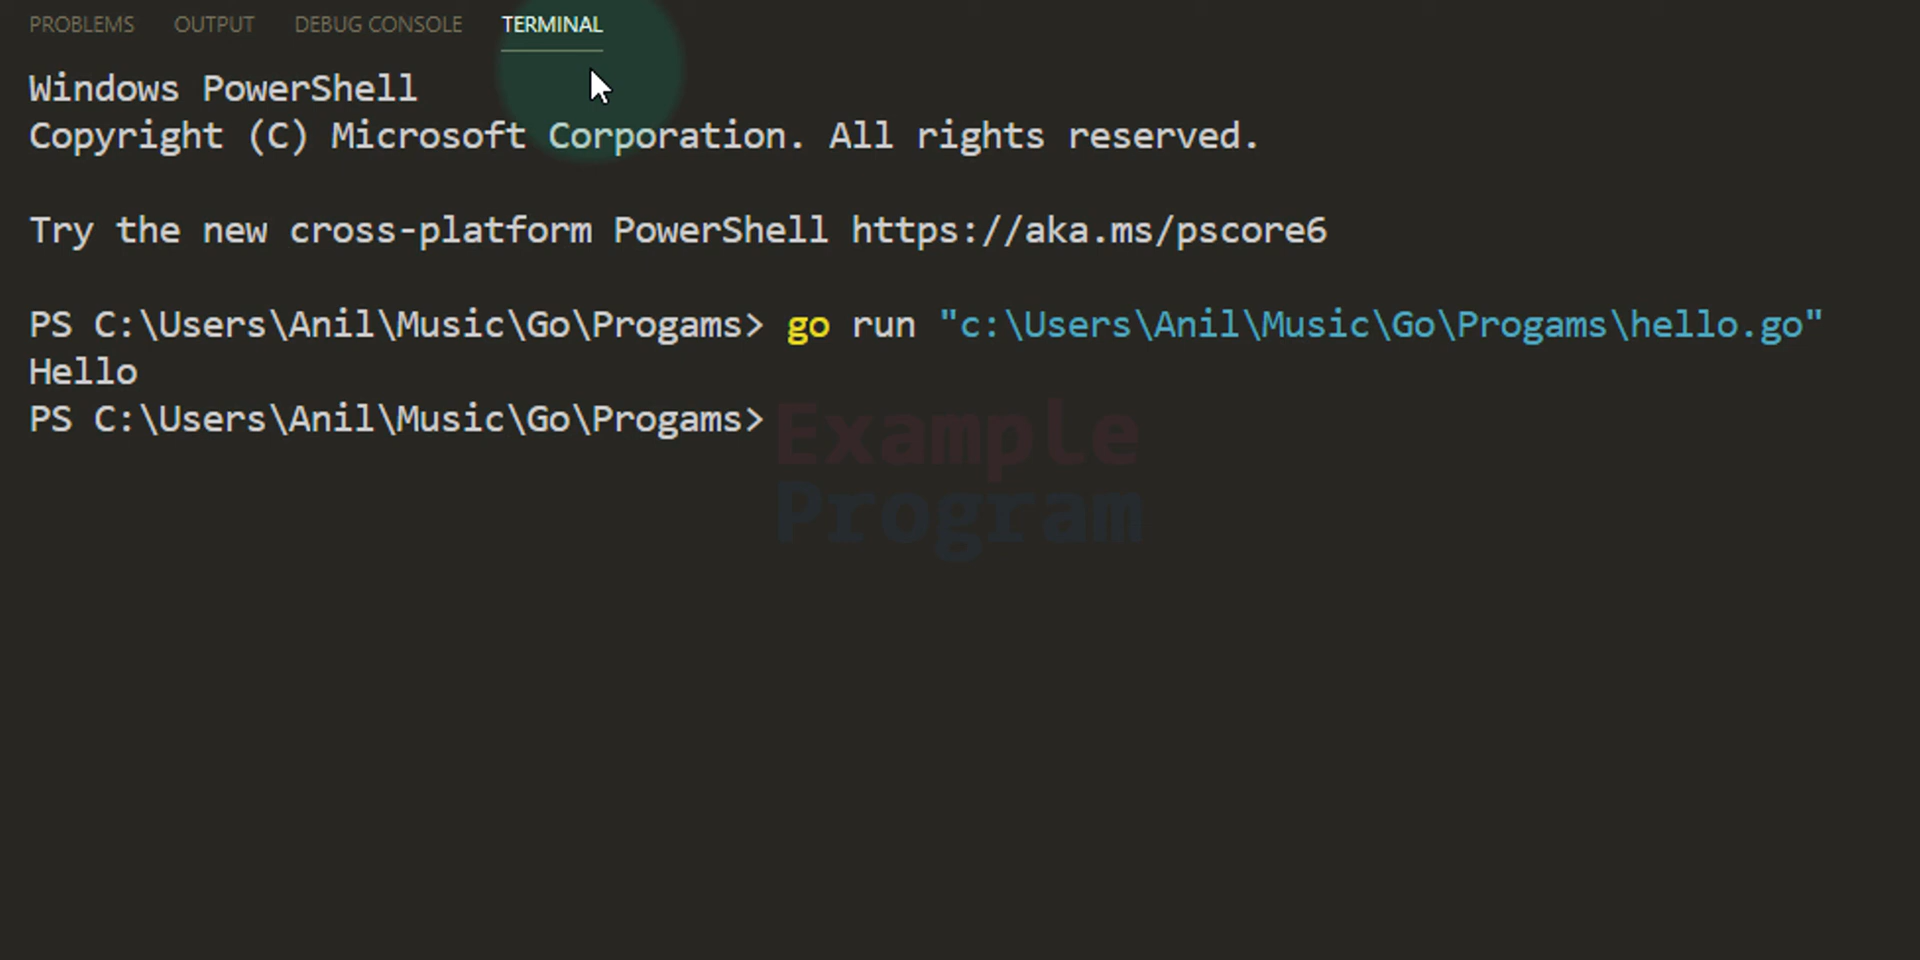 PROBLEMS OUTPUT DEBUG CONSOLE TERMINAL
Windows PowerShell
Copyright (C) Microsoft Corporation. All rights reserved.
Try the new cross-platform PowerShell https://aka.ms/pscore6
PS C:\Users\Anil\Music\Go\Progams> go run "c:\Users\Anil\Music\Go\Progams\hello.go"
Hello
PS C:\Users\Anil\Music\Go\Progams>
Example
Program